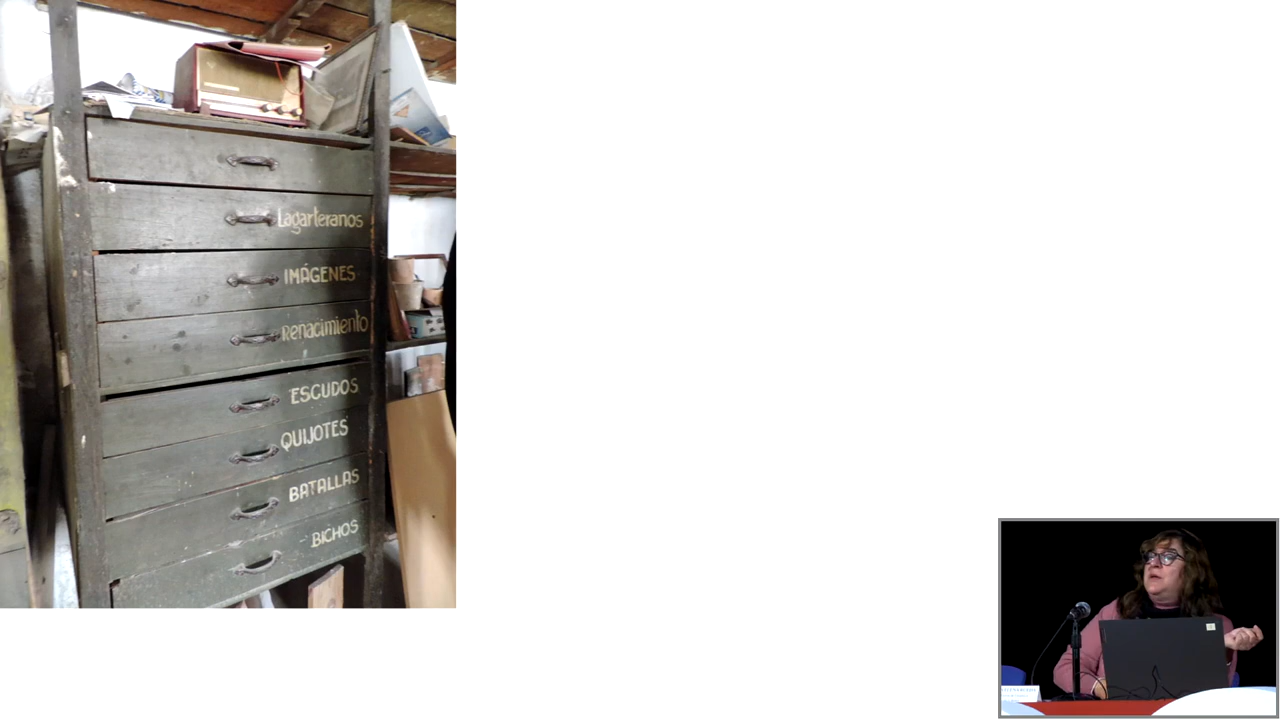 Lagarteranos
IMÁGENES
Renacimiento
ESCUDOS
QUIJOTES
BATALLAS
BICHOS